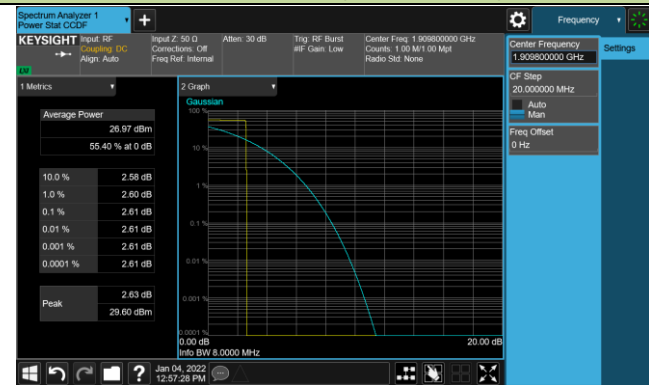 Spectrum Analyzer 1
Power Stat CCDF
Frequency
KEYSIGHT
Input: RF
Coupling: DC
Align: Auto
Input Z: 50 Ω
Corrections: Off
Freq Ref: Internal
Atten: 30 dB
Trig: RF Burst
#IF Gain: Low
Center Freq: 1.909800000 GHz
Counts: 1.00 M/1.00 Mpt
Radio Std: None
Center Frequency
1.909800000 GHz
Settings
CF Step
20.000000 MHz
Auto
Man
Freq Offset
0 Hz
1 Metrics
Average Power
26.97 dBm
55.40 % at 0 dB
10.0 % 2.58 dB
1.0 % 2.60 dB
0.1 % 2.61 dB
0.01 % 2.61 dB
0.001 % 2.61 dB
0.0001 % 2.61 dB
Peak
2.63 dB
29.60 dBm
2 Graph
Gaussian
100 %
10 %
1 %
0.1 %
0.01 %
0.001 %
0.0001 %
0.00 dB 20.00 dB
Info BW 8.0000 MHz
?
Jan 04, 2022
12:57:28 PM